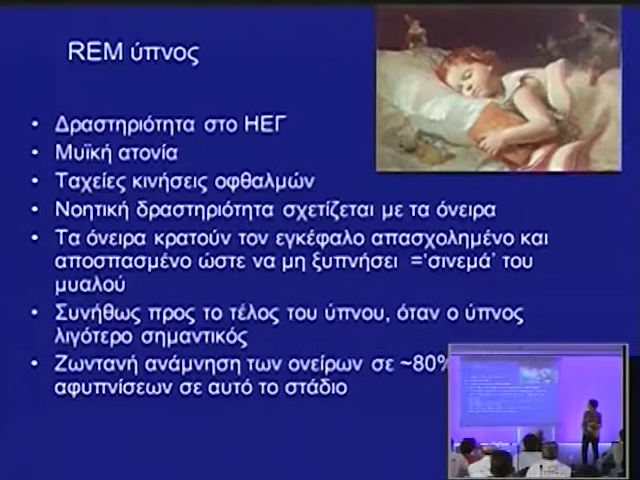 REM ύπνος
• Δραστηριότητα στο ΗΕΓ
• Μυϊκή ατονία
• Ταχείες κινήσεις οφθαλμών
• Νοητική δραστηριότητα σχετίζεται με τα όνειρα
• Τα όνειρα κρατούν τον εγκέφαλο απασχολημένο και
αποσπασμένο ώστε να μη ξυπνήσει =‘σινεμά’ του
μυαλού
• Συνήθως προς το τέλος του ύπνου, όταν ο ύπνος
λιγότερο σημαντικός
• Ζωντανή ανάμνηση των ονείρων σε ~80%
αφυπνίσεων σε αυτό το στάδιο